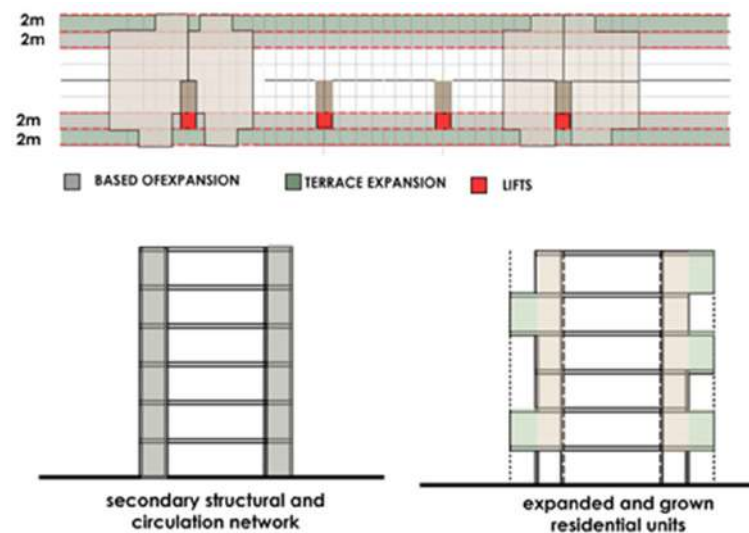 2m
2m
2m
2m
BASED OFEXPANSION
TERRACE EXPANSION
LIFTS
secondary structural and
circulation network
expanded and grown
residential units